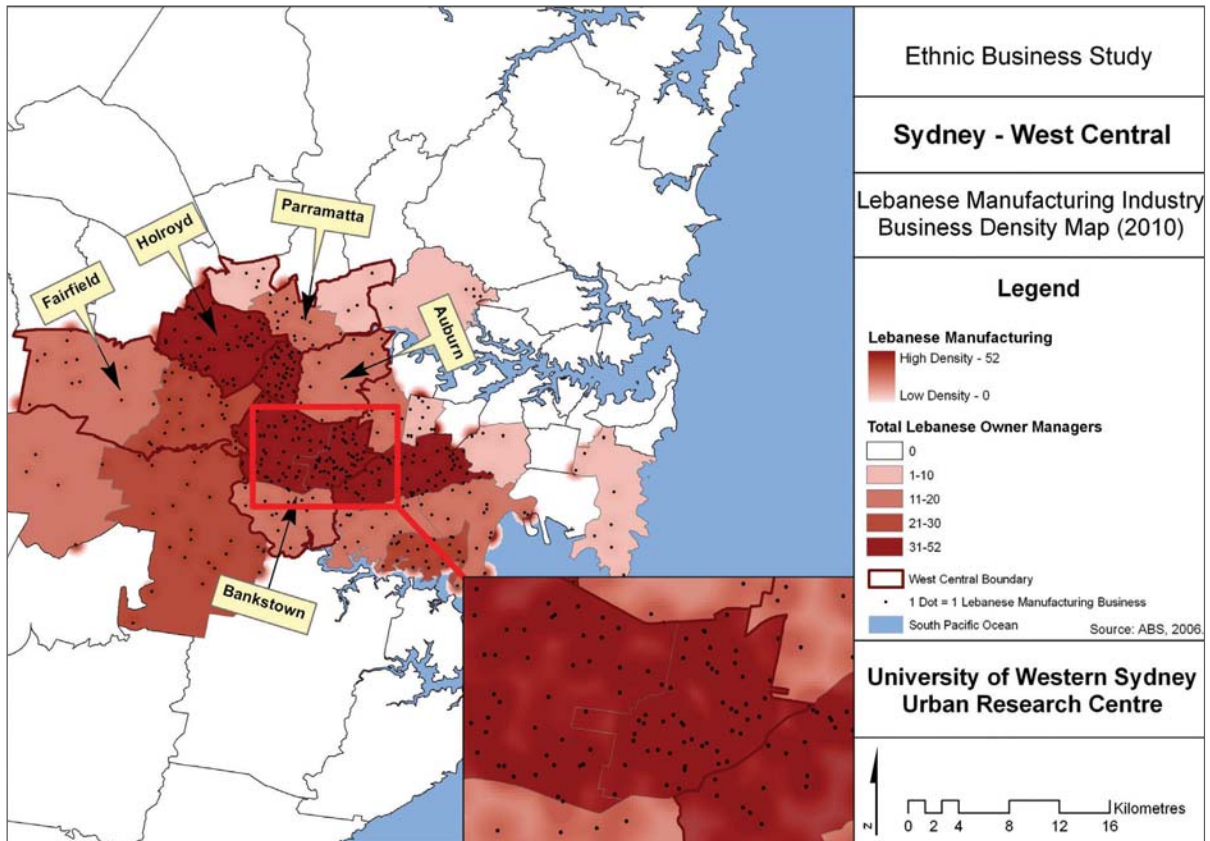 Parramatta
Holroyd
Fairfield
Auburn
Bankstown
Ethnic Business Study
Sydney - West Central
Lebanese Manufacturing Industry
Business Density Map (2010)
Legend
Lebanese Manufacturing
High Density - 52
Low Density - 0
Total Lebanese Owner Managers
0
1-10
11-20
21-30
31-52
West Central Boundary
1 Dot = 1 Lebanese Manufacturing Business
South Pacific Ocean
Source: ABS, 2006.
University of Western Sydney
Urban Research Centre
N
Kilometres
0 2 4 8 12 16